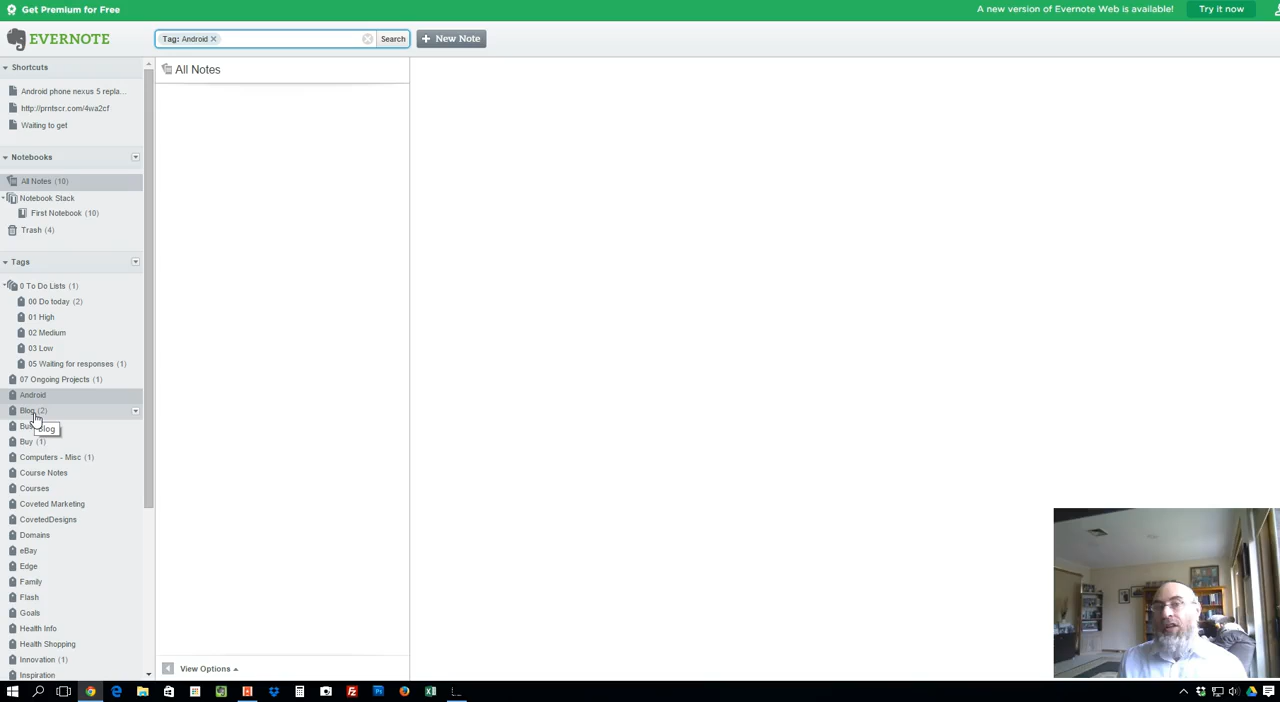 Get Premium for Free
A new version of Evernote Web is available!
Try it now
EVERNOTE
Tag: Android
Search
+ New Note
Shortcuts
Android phone nexus 5 repla...
http://prntscr.com/4wa2cf
Waiting to get
Notebooks
All Notes (10)
Notebook Stack
First Notebook (10)
Trash (4)
Tags
0 To Do Lists (1)
00 Do today (2)
01 High
02 Medium
03 Low
05 Waiting for responses (1)
07 Ongoing Projects (1)
Android
Blog (2)
Blog
Buy (1)
Computers - Misc (1)
Course Notes
Courses
Coveted Marketing
CovetedDesigns
Domains
eBay
Edge
Family
Flash
Goals
Health Info
Health Shopping
Innovation (1)
Inspiration
All Notes
View Options